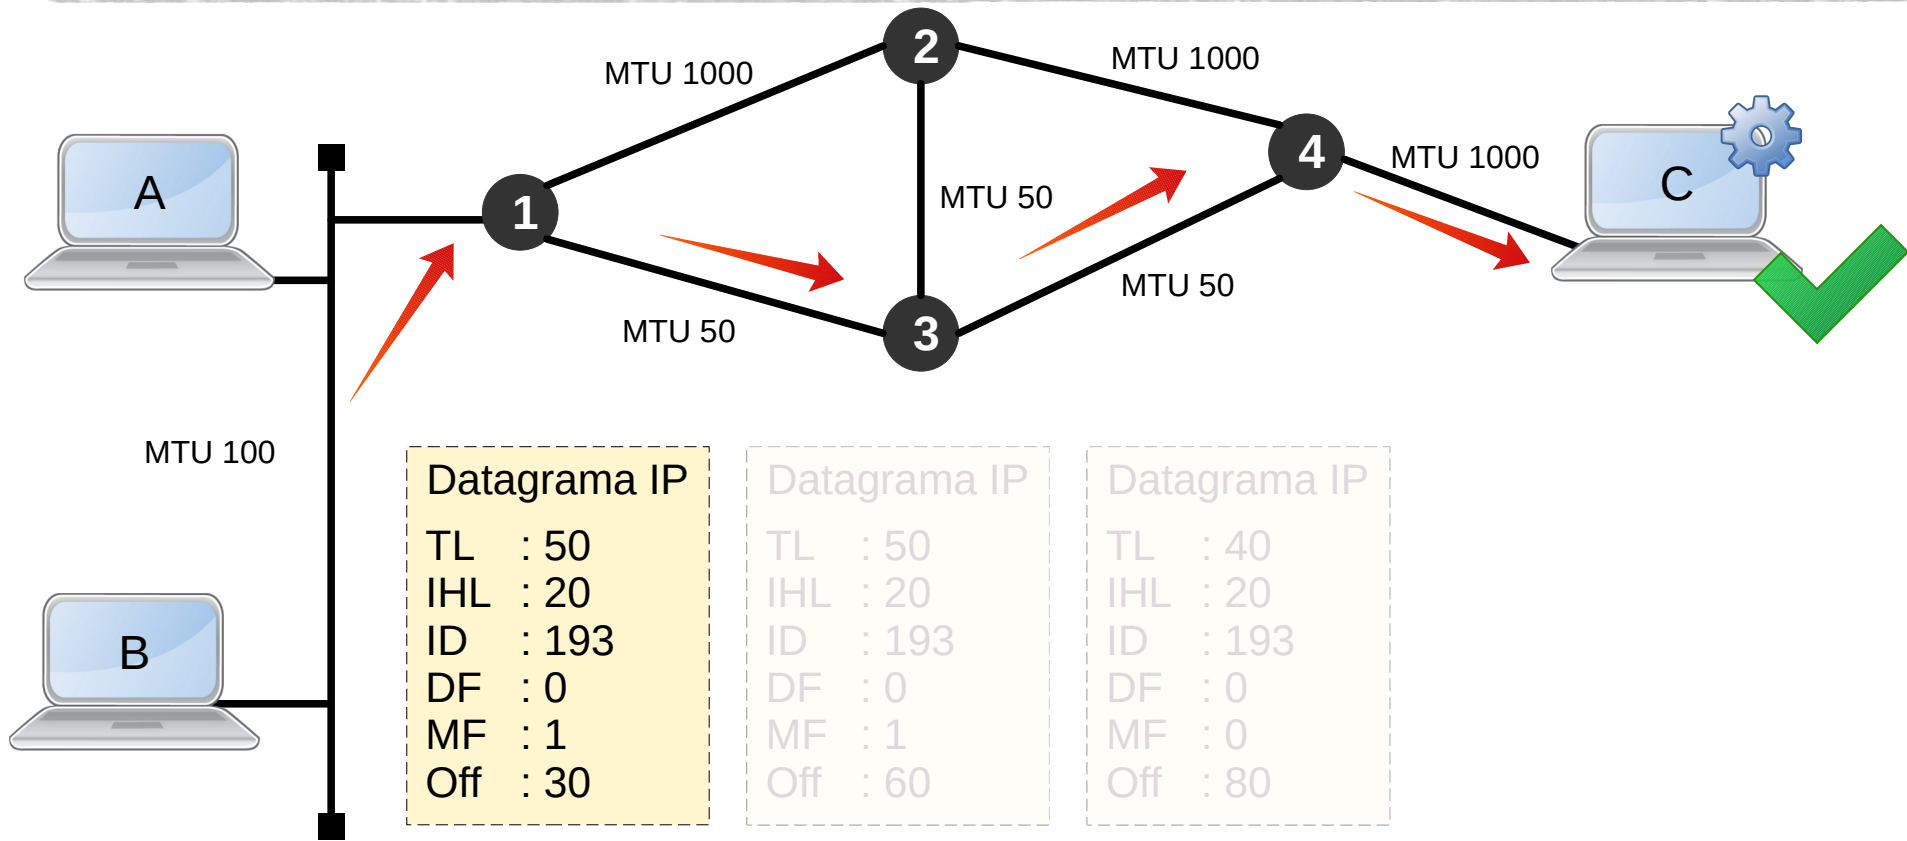 2
MTU 1000
MTU 1000
A
1
4
MTU 1000
C
MTU 50
3
MTU 50
MTU 50
MTU 100
B
Datagrama IP
TL : 50
IHL : 20
ID : 193
DF : 0
MF : 1
Off : 30
Datagrama IP
TL : 50
IHL : 20
ID : 193
DF : 0
MF : 1
Off : 60
Datagrama IP
TL : 40
IHL : 20
ID : 193
DF : 0
MF : 0
Off : 80